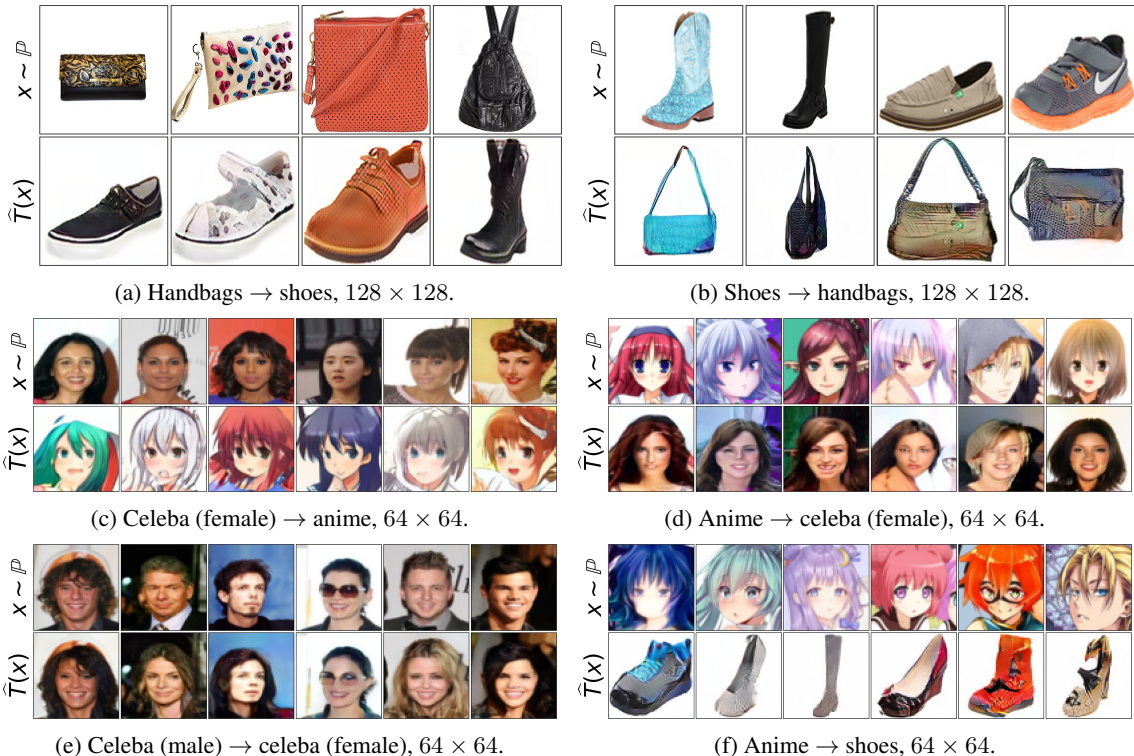 x ~ ℙ
x ~ ℙ
T̂(x)
T̂(x)
(a) Handbags → shoes, 128 × 128.
(b) Shoes → handbags, 128 × 128.
x ~ ℙ
x ~ ℙ
T̂(x)
T̂(x)
(c) Celeba (female) → anime, 64 × 64.
(d) Anime → celeba (female), 64 × 64.
x ~ ℙ
x ~ ℙ
T̂(x)
T̂(x)
(e) Celeba (male) → celeba (female), 64 × 64.
(f) Anime → shoes, 64 × 64.